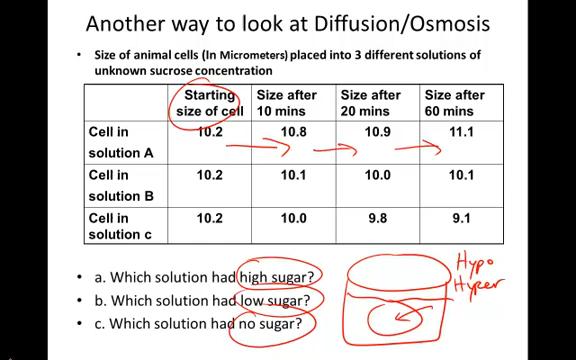 Another way to look at Diffusion/Osmosis
• Size of animal cells (In Micrometers) placed into 3 different solutions of
unknown sucrose concentration
Starting size of cell Size after 10 mins Size after 20 mins Size after 60 mins
Cell in solution A 10.2 10.8 10.9 11.1
Cell in solution B 10.2 10.1 10.0 10.1
Cell in solution c 10.2 10.0 9.8 9.1
• a. Which solution had high sugar?
• b. Which solution had low sugar?
• c. Which solution had no sugar?
Hypo
Hyper